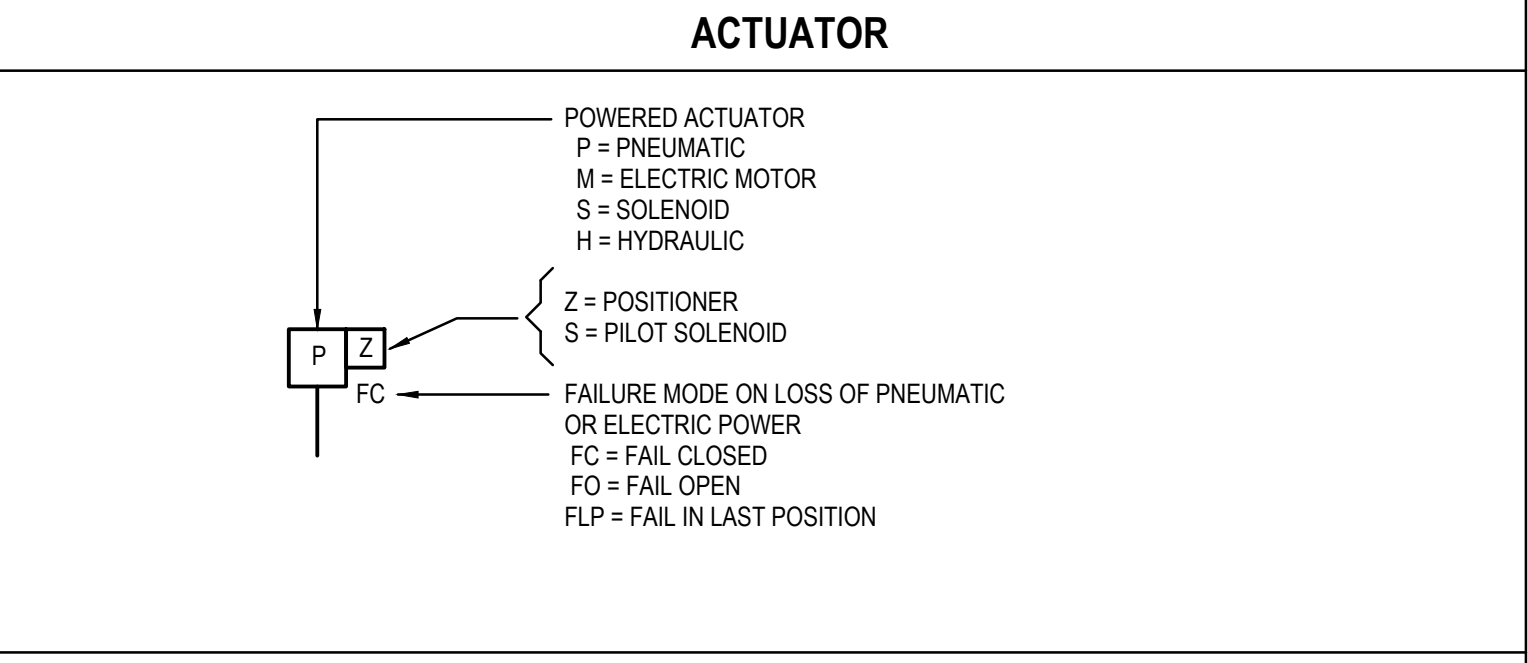 ACTUATOR
POWERED ACTUATOR
P = PNEUMATIC
M = ELECTRIC MOTOR
S = SOLENOID
H = HYDRAULIC
Z = POSITIONER
S = PILOT SOLENOID
P Z
FC
FAILURE MODE ON LOSS OF PNEUMATIC
OR ELECTRIC POWER
FC = FAIL CLOSED
FO = FAIL OPEN
FLP = FAIL IN LAST POSITION